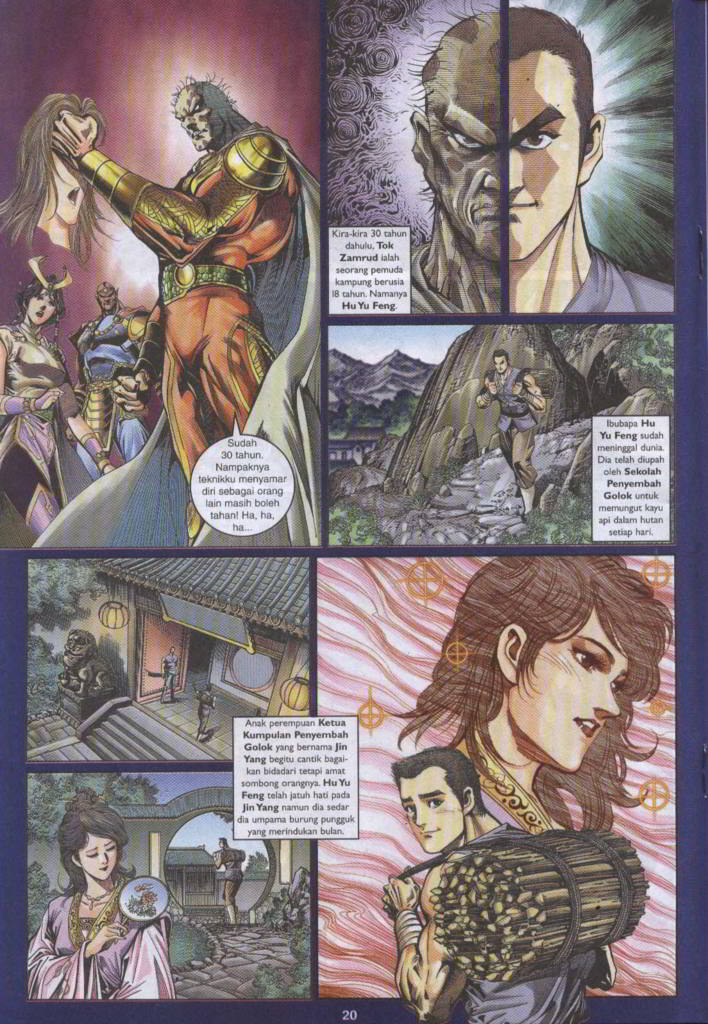 Kira-kira 30 tahun
dahulu, Tok
Zamrud ialah
seorang pemuda
kampung berusia
18 tahun. Namanya
Hu Yu Feng.
Sudah
30 tahun.
Nampaknya
teknikku menyamar
diri sebagai orang
lain masih boleh
tahan! Ha, ha,
ha...
Ibubapa Hu
Yu Feng sudah
meninggal dunia.
Dia telah diupah
oleh Sekolah
Penyembah
Golok untuk
memungut kayu
api dalam hutan
setiap hari.
Anak perempuan Ketua
Kumpulan Penyembah
Golok yang bernama Jin
Yang begitu cantik bagai-
kan bidadari tetapi amat
sombong orangnya. Hu Yu
Feng telah jatuh hati pada
Jin Yang namun dia sedar
dia umpama burung pungguk
yang merindukan bulan.
20